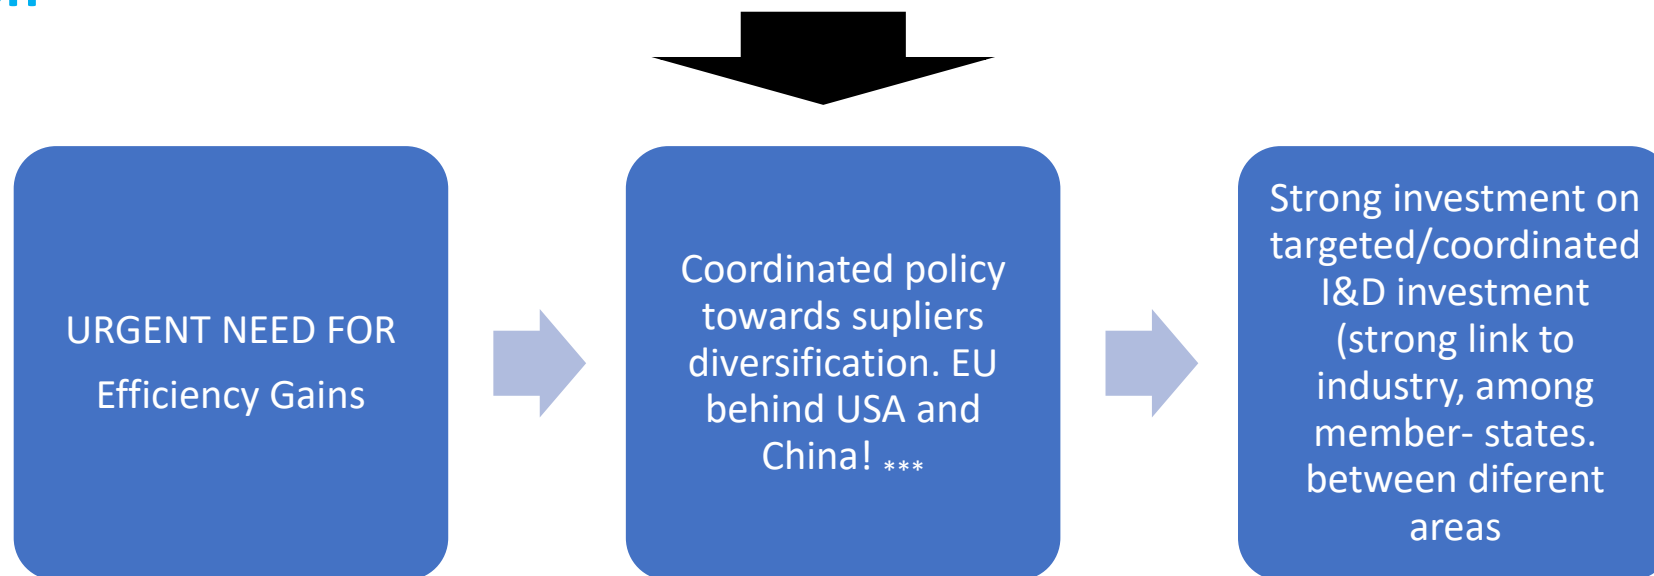 URGENT NEED FOR
Efficiency Gains
Coordinated policy
towards supliers
diversification. EU
behind USA and
China! ***
Strong investment on
targeted/coordinated
I&D investment
(strong link to
industry, among
member- states.
between diferent
areas